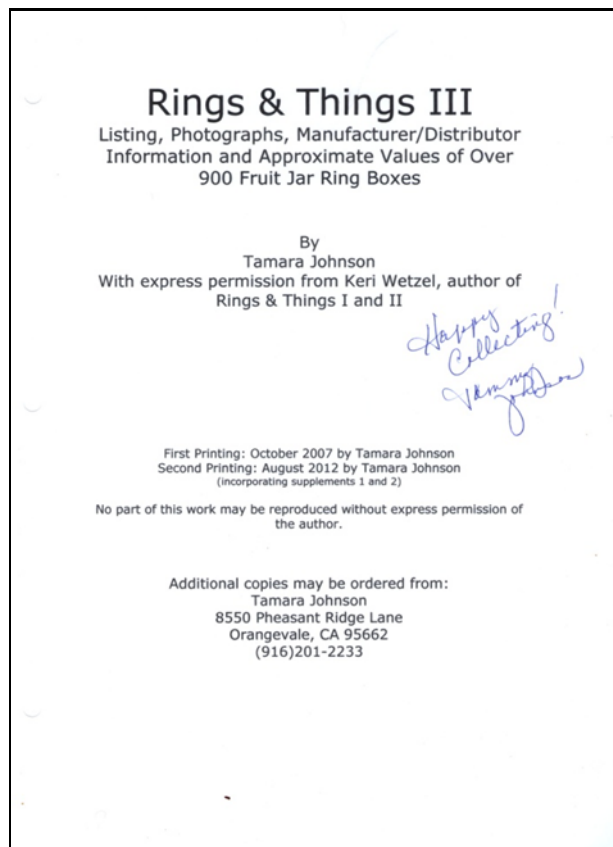 Rings & Things III
Listing, Photographs, Manufacturer/Distributor
Information and Approximate Values of Over
900 Fruit Jar Ring Boxes
By
Tamara Johnson
With express permission from Keri Wetzel, author of
Rings & Things I and II
Happy
Collecting!
Tammy
Johnson
First Printing: October 2007 by Tamara Johnson
Second Printing: August 2012 by Tamara Johnson
(incorporating supplements 1 and 2)
No part of this work may be reproduced without express permission of
the author.
Additional copies may be ordered from:
Tamara Johnson
8550 Pheasant Ridge Lane
Orangevale, CA 95662
(916)201-2233